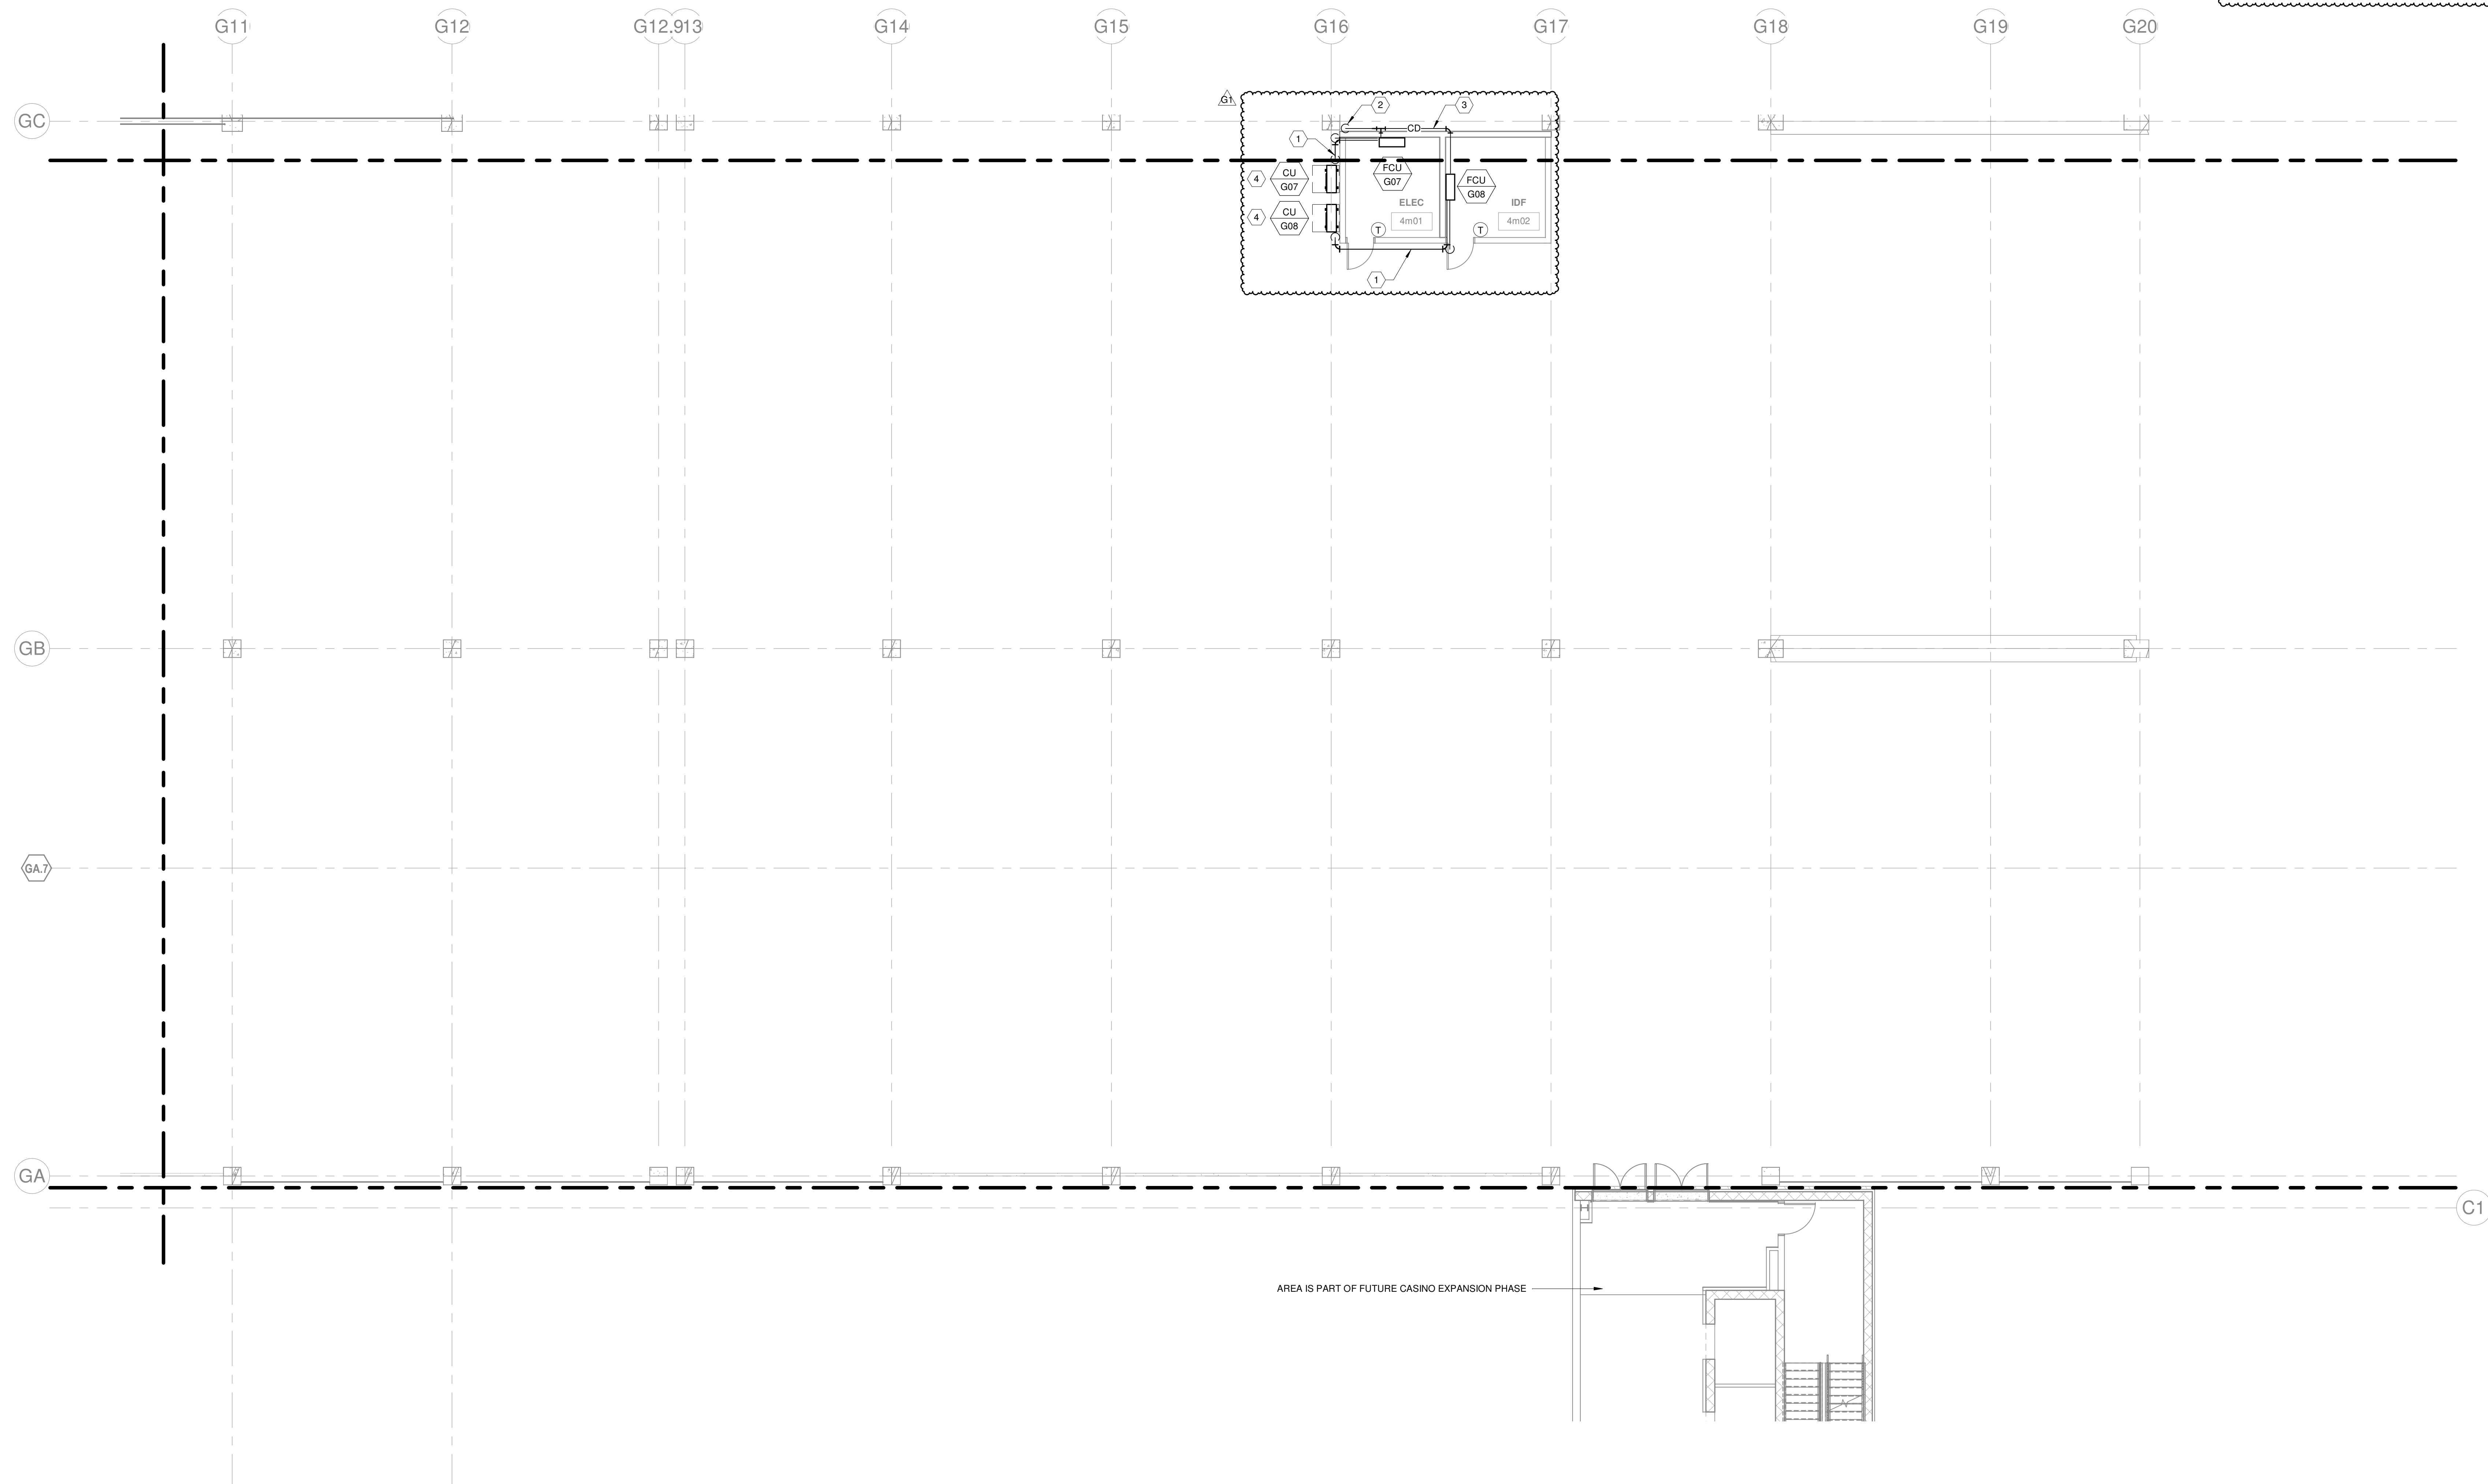 G11
G12
G12.9
13
G14
G15
G16
G17
G18
G19
G20
G1
2
3
GC
CD
1
4
CU
G07
FCU
G07
FCU
G08
4
CU
G08
ELEC
4m01
IDF
4m02
T
T
1
GB
GA.7
GA
C1
AREA IS PART OF FUTURE CASINO EXPANSION PHASE